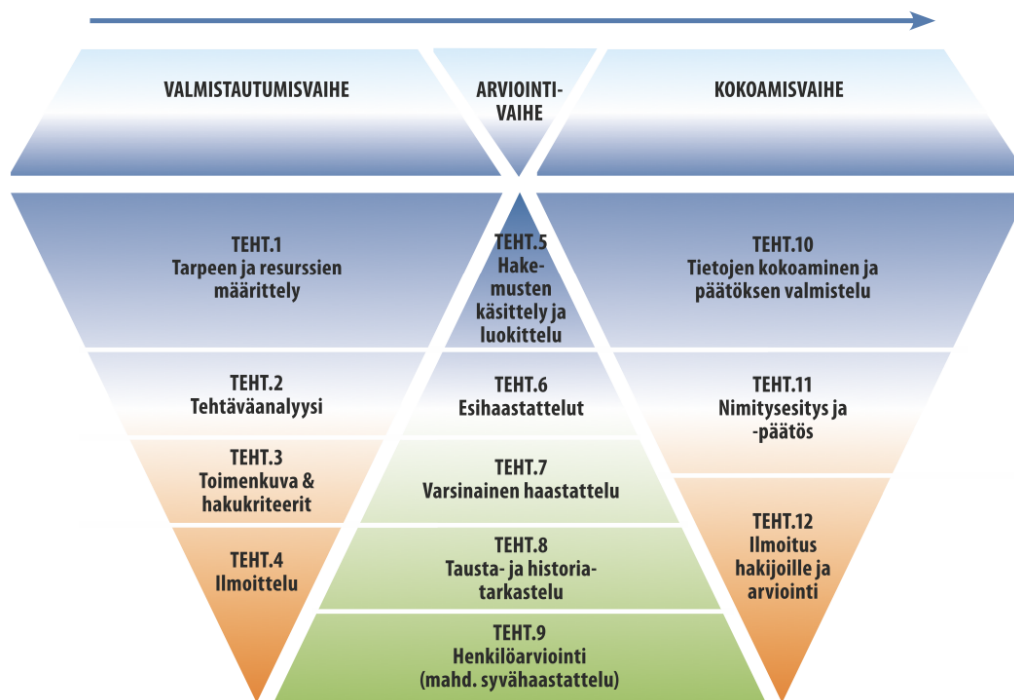 VALMISTAUTUMISVAIHE
ARVIOINTI-
VAIHE
KOKOAMISVAIHE
TEHT.1
Tarpeen ja resurssien
määrittely
TEHT.2
Tehtäväanalyysi
TEHT.3
Toimenkuva &
hakukriteerit
TEHT.4
Ilmoittelu
TEHT.5
Hake-
musten
käsittely ja
luokittelu
TEHT.6
Esihaastattelut
TEHT.7
Varsinainen haastattelu
TEHT.8
Tausta- ja historia-
tarkastelu
TEHT.9
Henkilöarviointi
(mahd. syvähaastattelu)
TEHT.10
Tietojen kokoaminen ja
päätöksen valmistelu
TEHT.11
Nimitysesitys ja
-päätös
TEHT.12
Ilmoitus
hakijoille ja
arviointi